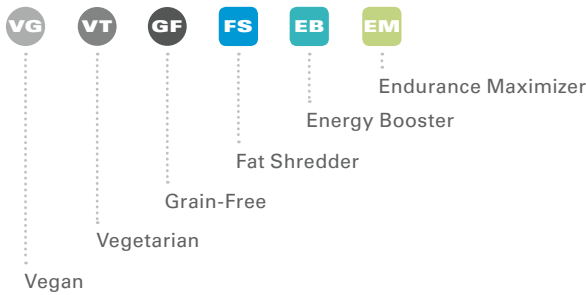 VG VT GF FS EB EM
Endurance Maximizer
Energy Booster
Fat Shredder
Grain-Free
Vegetarian
Vegan